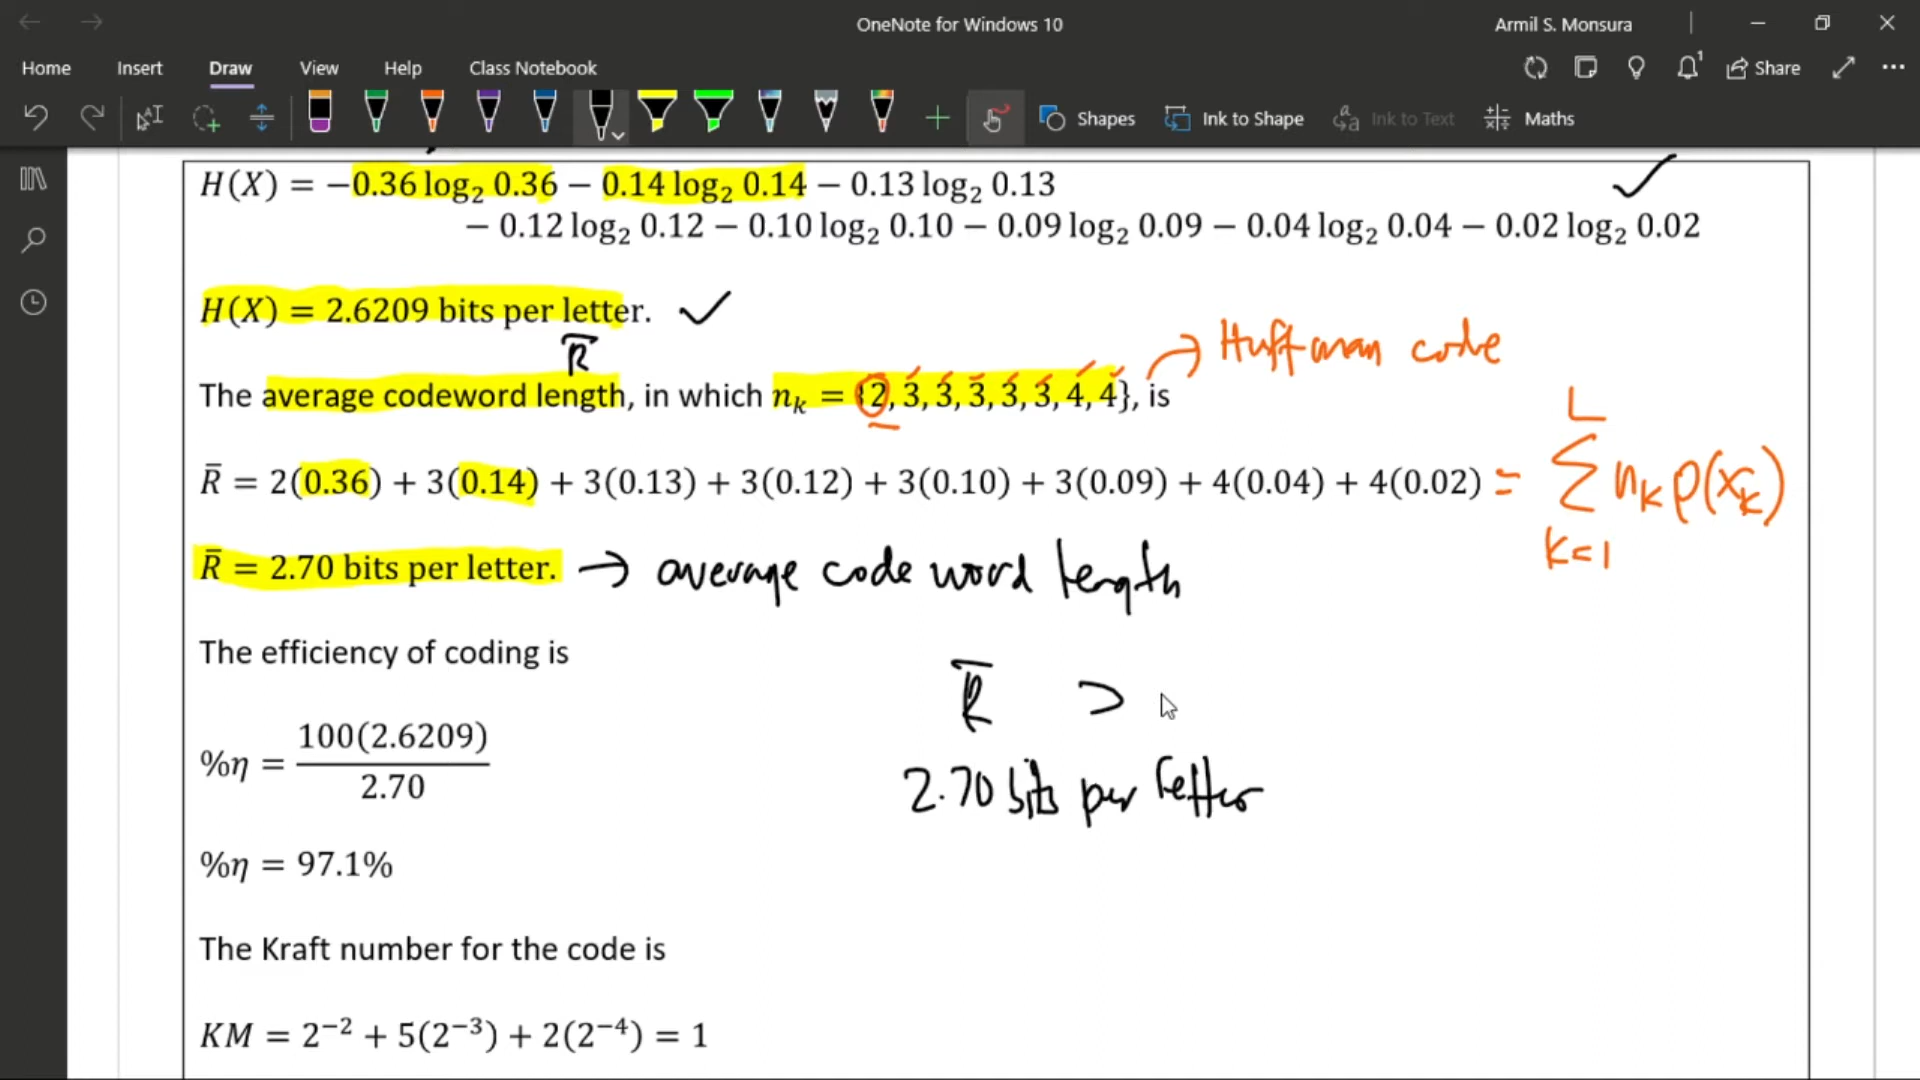 OneNote for Windows 10
Armil S. Monsura
Home Insert Draw View Help Class Notebook
1 Share
Shapes Ink to Shape Ink to Text Maths
H(X) = −0.36 log₂ 0.36 − 0.14 log₂ 0.14 − 0.13 log₂ 0.13
− 0.12 log₂ 0.12 − 0.10 log₂ 0.10 − 0.09 log₂ 0.09 − 0.04 log₂ 0.04 − 0.02 log₂ 0.02
H(X) = 2.6209 bits per letter. ✓
R̄
→ Huffman code
The average codeword length, in which nₖ = {2, 3, 3, 3, 3, 3, 4, 4}, is
R̄ = 2(0.36) + 3(0.14) + 3(0.13) + 3(0.12) + 3(0.10) + 3(0.09) + 4(0.04) + 4(0.02) = L Σ nₖ P(xₖ)
K=1
R̄ = 2.70 bits per letter. → average code word length
The efficiency of coding is
R̄ >
%η = 100(2.6209) / 2.70
2.70 bits per letter
%η = 97.1%
The Kraft number for the code is
KM = 2⁻² + 5(2⁻³) + 2(2⁻⁴) = 1